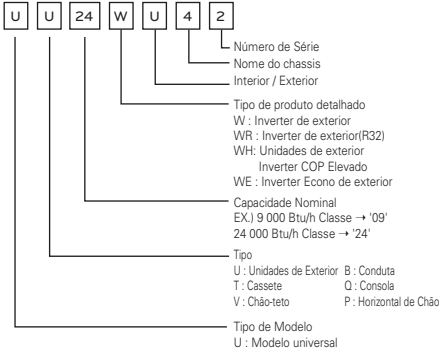 U U 24 W U 4 2
Número de Série
Nome do chassis
Interior / Exterior
Tipo de produto detalhado
W : Inverter de exterior
WR : Inverter de exterior(R32)
WH: Unidades de exterior
Inverter COP Elevado
WE : Inverter Econo de exterior
Capacidade Nominal
EX.) 9 000 Btu/h Classe → '09'
24 000 Btu/h Classe → '24'
Tipo
U : Unidades de Exterior B : Conduta
T : Cassete Q : Consola
V : Chão-teto P : Horizontal de Chão
Tipo de Modelo
U : Modelo universal